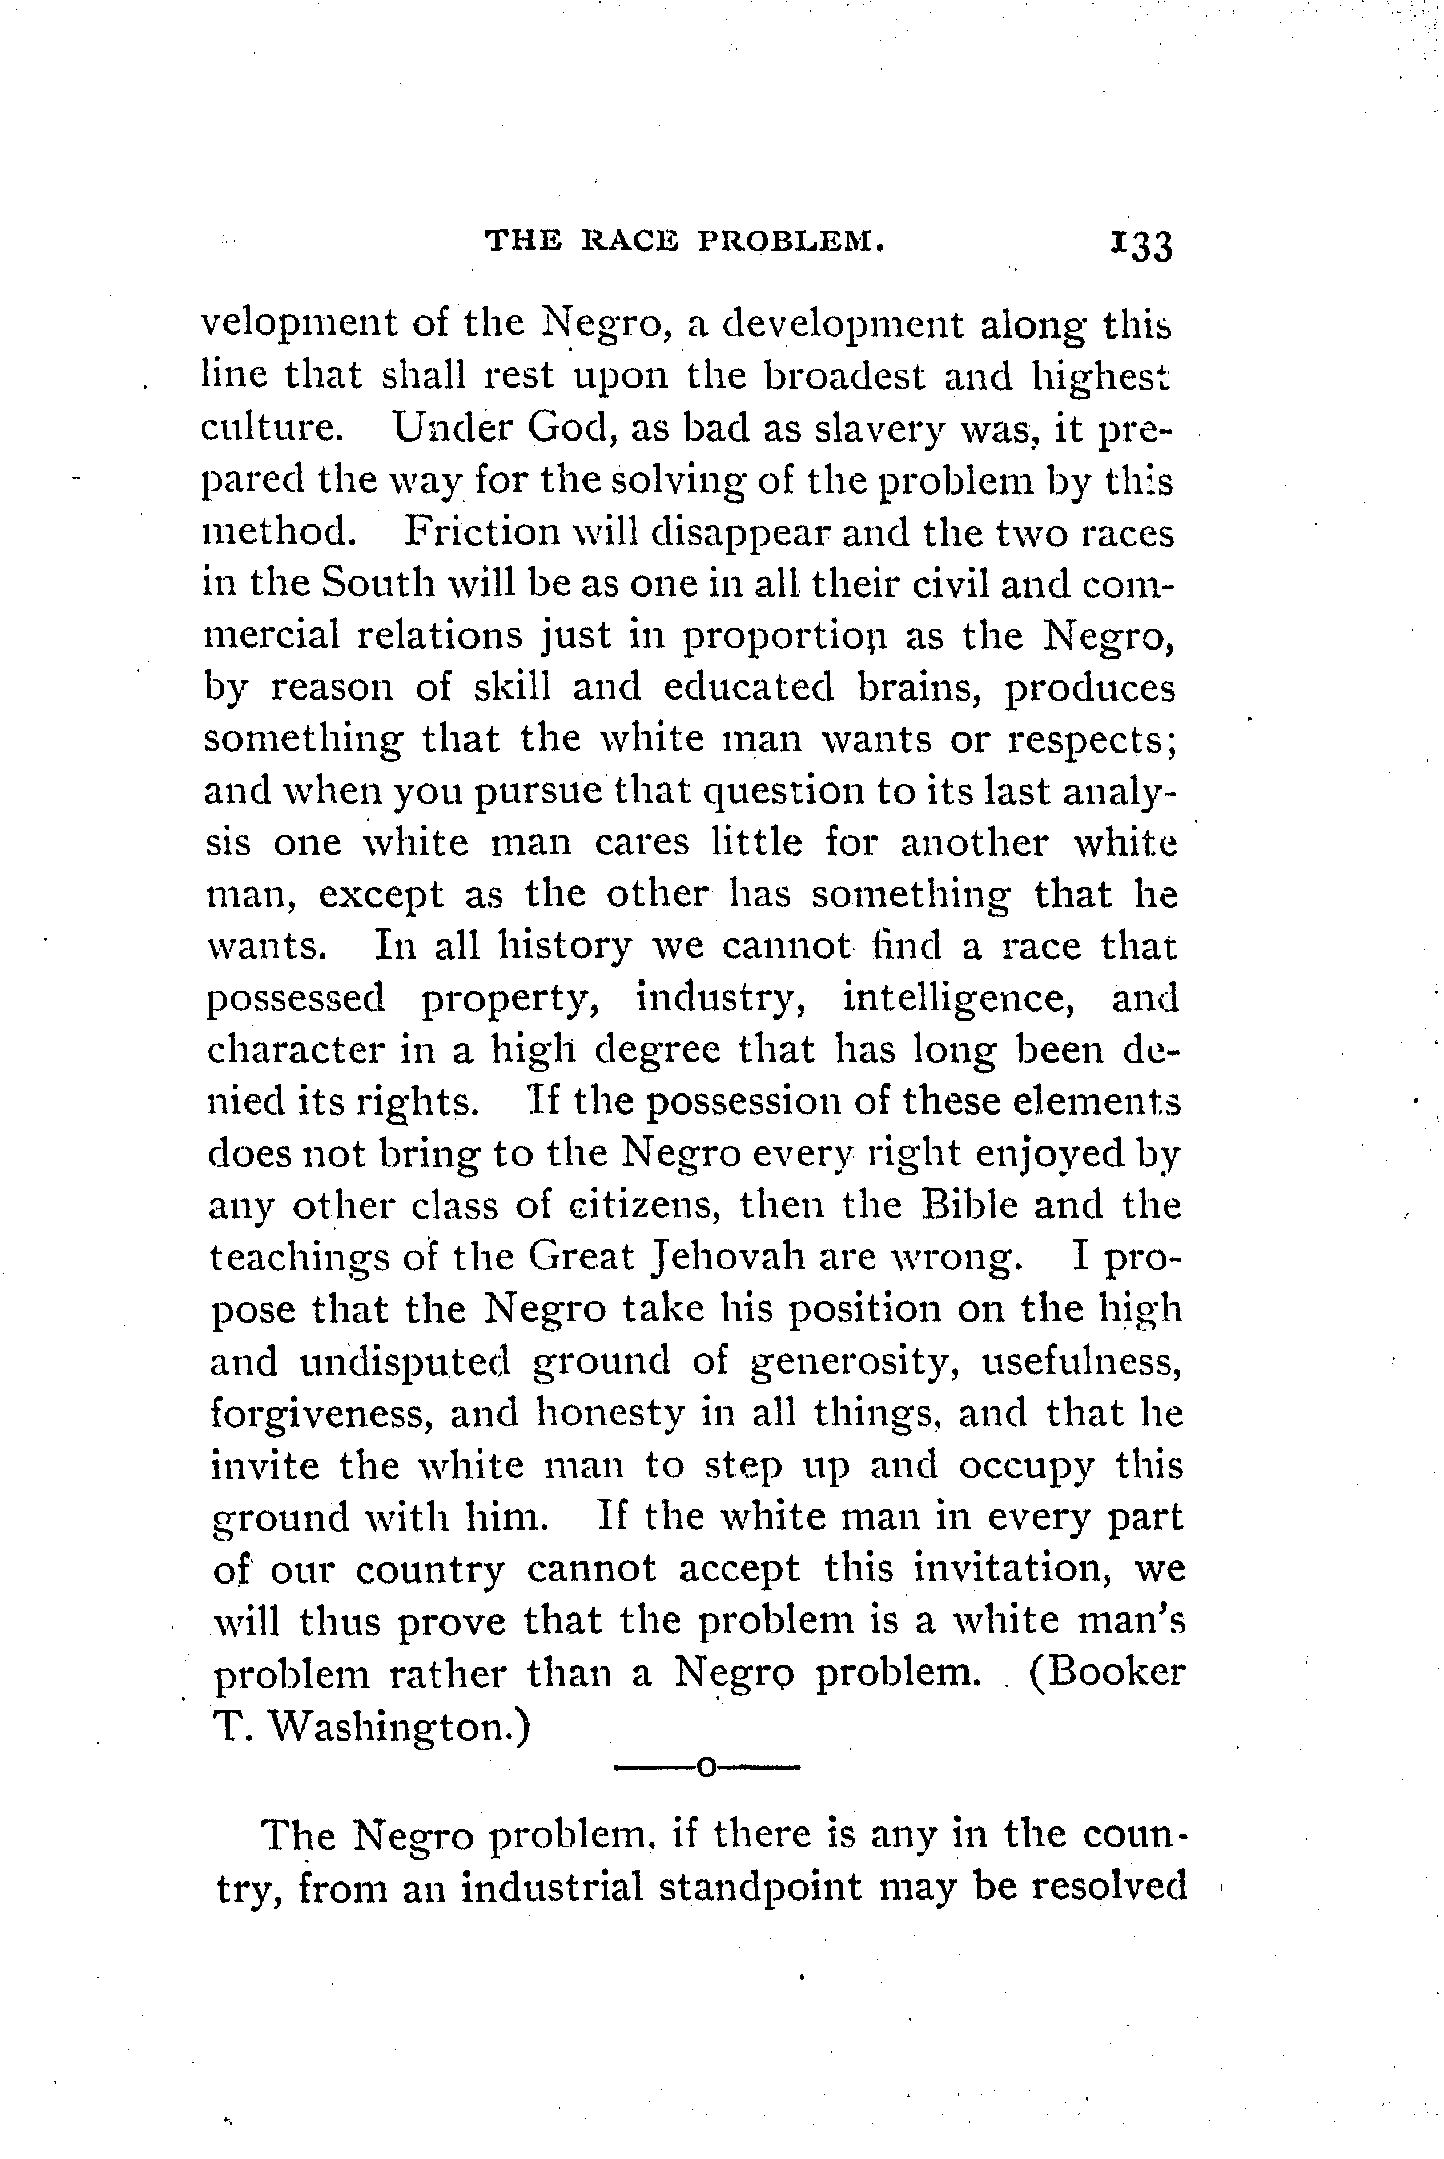 THE RACE PROBLEM. 133
velopment of the Negro, a development along this
line that shall rest upon the broadest and highest
culture. Under God, as bad as slavery was, it pre-
pared the way for the solving of the problem by this
method. Friction will disappear and the two races
in the South will be as one in all their civil and com-
mercial relations just in proportion as the Negro,
by reason of skill and educated brains, produces
something that the white man wants or respects;
and when you pursue that question to its last analy-
sis one white man cares little for another white
man, except as the other has something that he
wants. In all history we cannot find a race that
possessed property, industry, intelligence, and
character in a high degree that has long been de-
nied its rights. If the possession of these elements
does not bring to the Negro every right enjoyed by
any other class of citizens, then the Bible and the
teachings of the Great Jehovah are wrong. I pro-
pose that the Negro take his position on the high
and undisputed ground of generosity, usefulness,
forgiveness, and honesty in all things, and that he
invite the white man to step up and occupy this
ground with him. If the white man in every part
of our country cannot accept this invitation, we
will thus prove that the problem is a white man's
problem rather than a Negro problem. (Booker
T. Washington.)
——o——
The Negro problem, if there is any in the coun-
try, from an industrial standpoint may be resolved